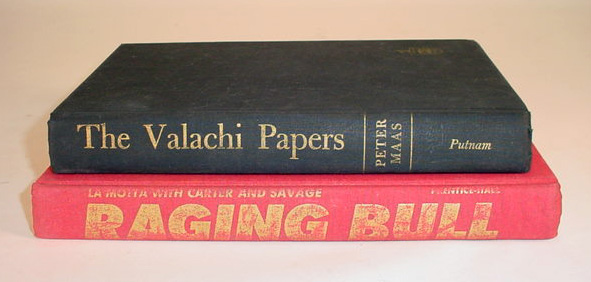 The Valachi Papers
PETER
MAAS
Putnam
LA MOTTA WITH CARTER AND SAVAGE
PRENTICE-HALL
RAGING BULL